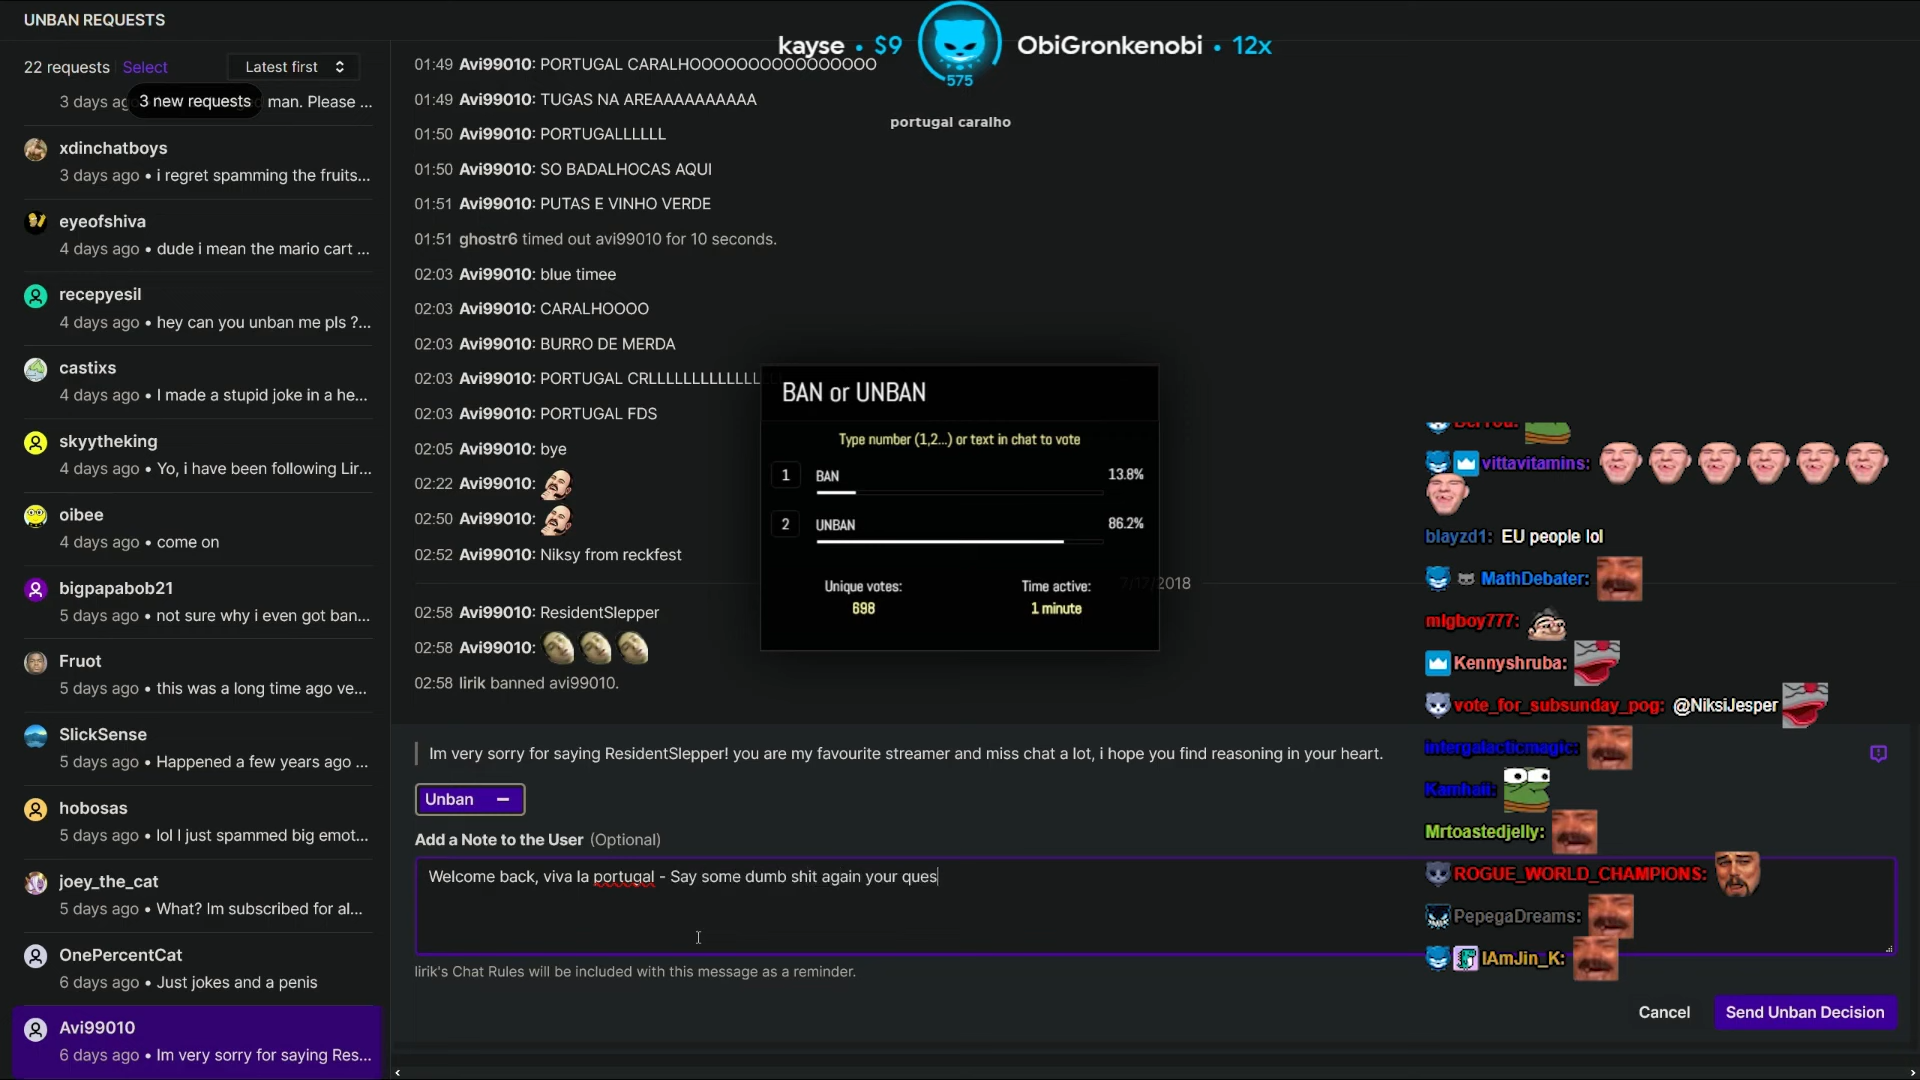 UNBAN REQUESTS
kayse • $9
575
ObiGronkenobi • 12x
portugal caralho
22 requests Select
Latest first
3 new requests
3 days ag man. Please ...
xdinchatboys
3 days ago • i regret spamming the fruits...
eyeofshiva
4 days ago • dude i mean the mario cart ...
recepyesil
4 days ago • hey can you unban me pls ?...
castixs
4 days ago • I made a stupid joke in a he...
skyytheking
4 days ago • Yo, i have been following Lir...
oibee
4 days ago • come on
bigpapabob21
5 days ago • not sure why i even got ban...
Fruot
5 days ago • this was a long time ago ve...
SlickSense
5 days ago • Happened a few years ago ...
hobosas
5 days ago • lol I just spammed big emot...
joey_the_cat
5 days ago • What? Im subscribed for al...
OnePercentCat
6 days ago • Just jokes and a penis
Avi99010
6 days ago • Im very sorry for saying Res...
01:49 Avi99010: PORTUGAL CARALHOOOOOOOOOOOOOOOO
01:49 Avi99010: TUGAS NA AREAAAAAAAAAA
01:50 Avi99010: PORTUGALLLLLL
01:50 Avi99010: SO BADALHOCAS AQUI
01:51 Avi99010: PUTAS E VINHO VERDE
01:51 ghostr6 timed out avi99010 for 10 seconds.
02:03 Avi99010: blue timee
02:03 Avi99010: CARALHOOOO
02:03 Avi99010: BURRO DE MERDA
02:03 Avi99010: PORTUGAL CRLLLLLLLLLLLLL
02:03 Avi99010: PORTUGAL FDS
02:05 Avi99010: bye
02:22 Avi99010:
02:50 Avi99010:
02:52 Avi99010: Niksy from reckfest
7/17/2018
02:58 Avi99010: ResidentSlepper
02:58 Avi99010:
02:58 lirik banned avi99010.
BAN or UNBAN
Type number (1,2...) or text in chat to vote
1 BAN 13.8%
2 UNBAN 86.2%
Unique votes: Time active:
698 1 minute
Im very sorry for saying ResidentSlepper! you are my favourite streamer and miss chat a lot, i hope you find reasoning in your heart.
Unban
Add a Note to the User (Optional)
Welcome back, viva la portugal - Say some dumb shit again your ques
lirik's Chat Rules will be included with this message as a reminder.
Cancel
Send Unban Decision
vittavitamins:
blayzd1: EU people lol
MathDebater:
mlgboy777:
Kennyshruba:
vote_for_subsunday_pog: @NiksiJesper
intergalacticmagic:
Kamhaii:
Mrtoastedjelly:
ROGUE_WORLD_CHAMPIONS:
PepegaDreams:
IAmJin_K: